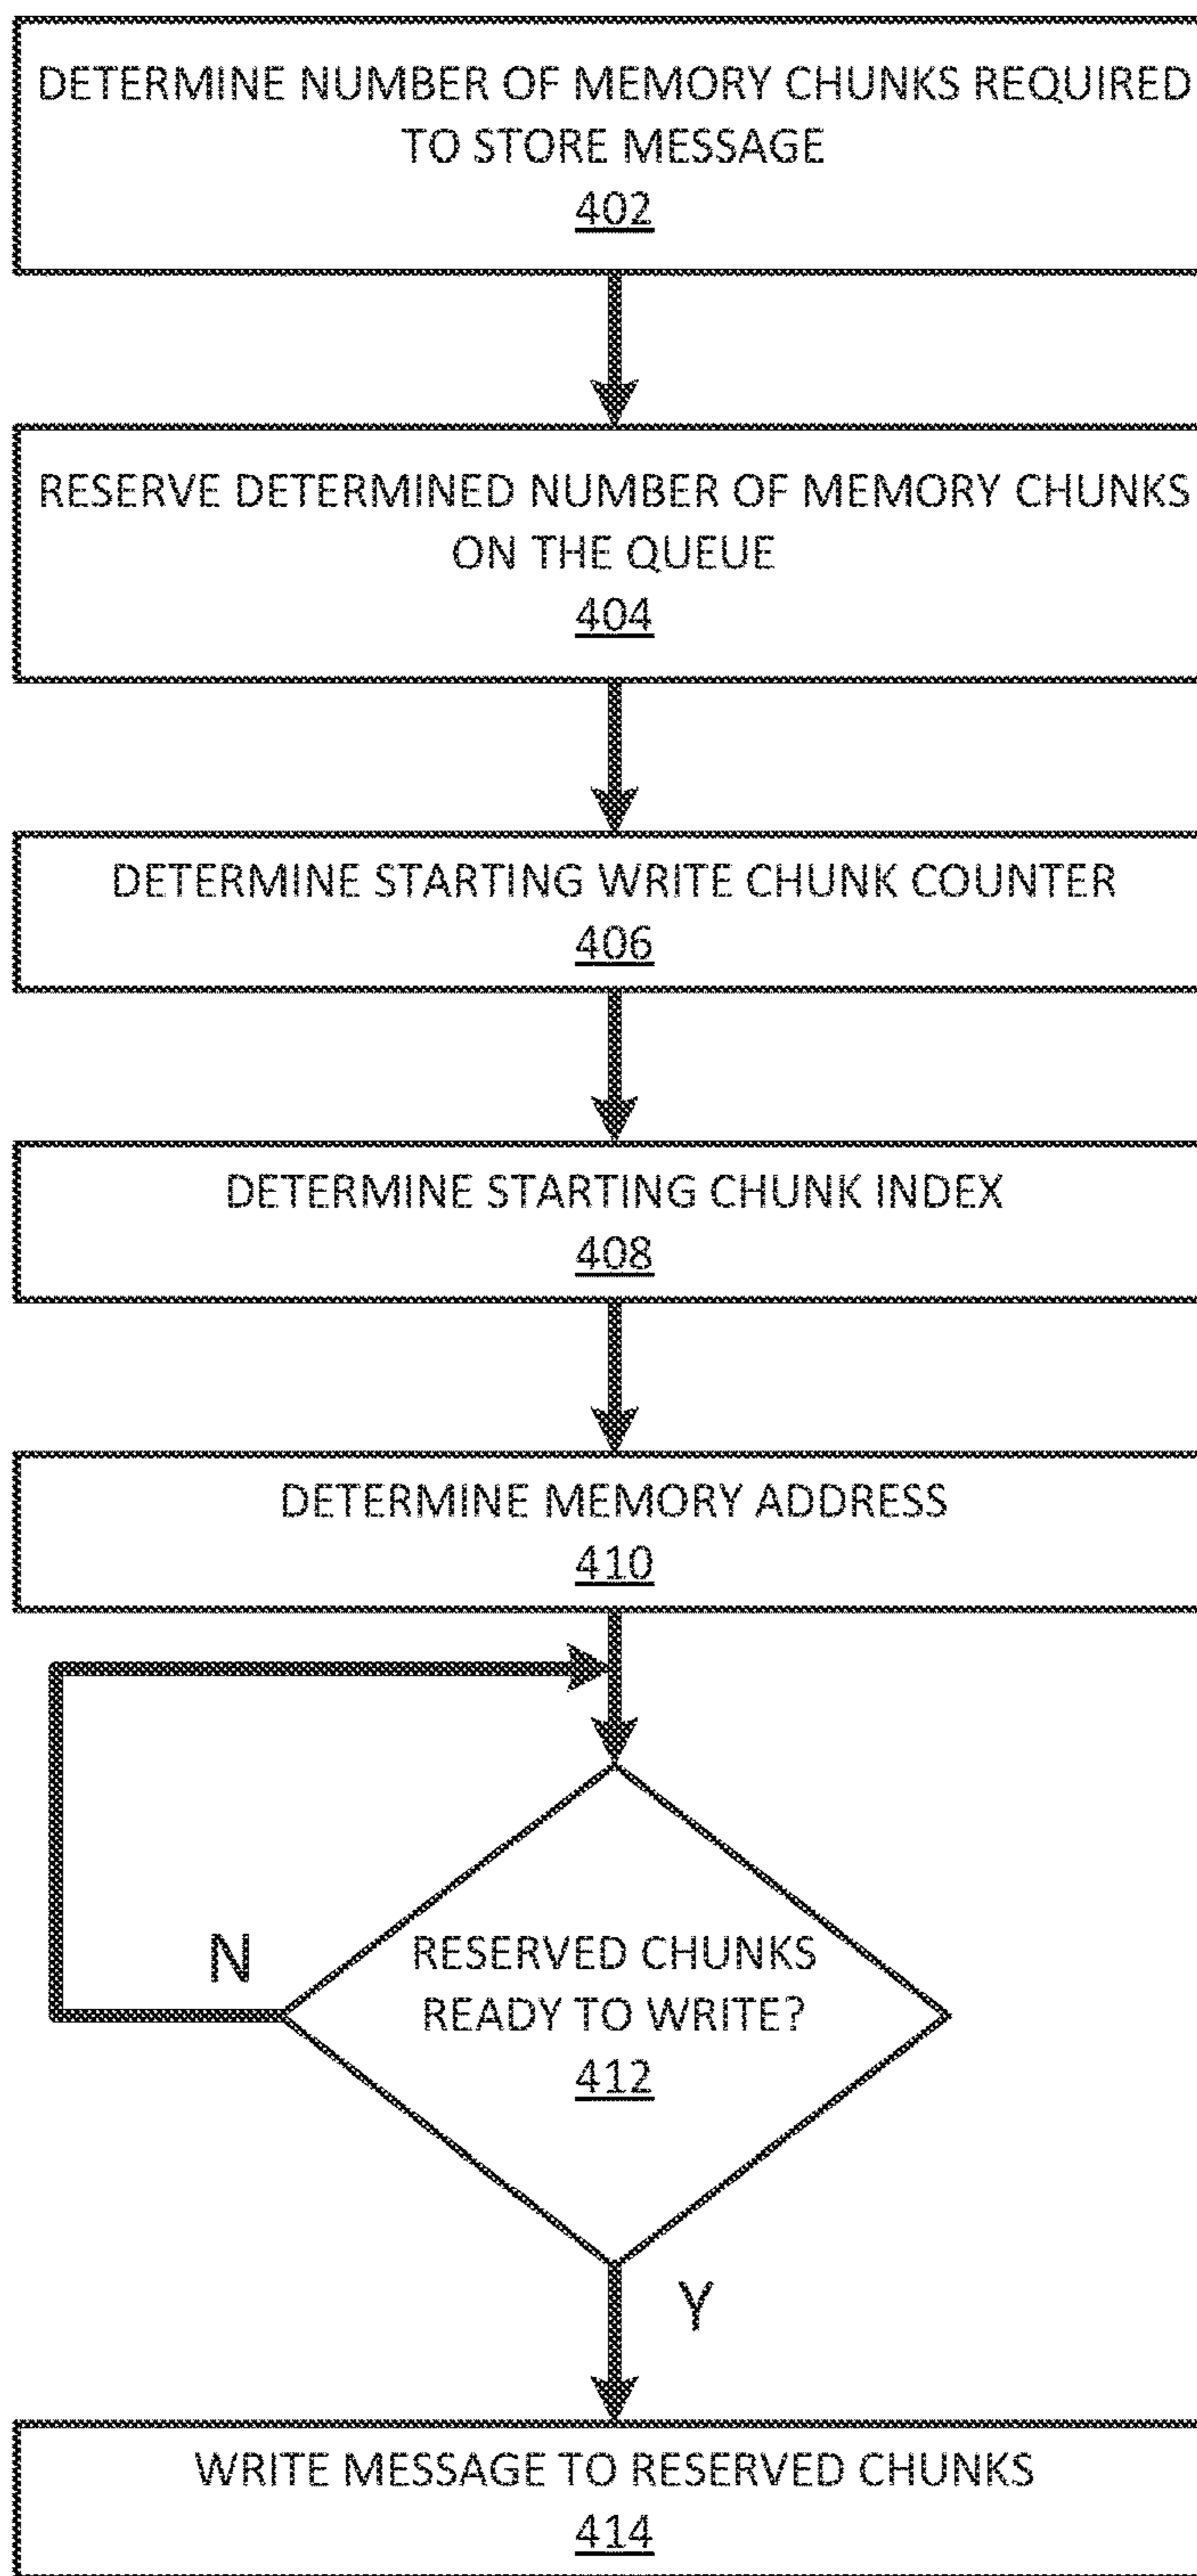 DETERMINE NUMBER OF MEMORY CHUNKS REQUIRED
TO STORE MESSAGE
402
RESERVE DETERMINED NUMBER OF MEMORY CHUNKS
ON THE QUEUE
404
DETERMINE STARTING WRITE CHUNK COUNTER
406
DETERMINE STARTING CHUNK INDEX
408
DETERMINE MEMORY ADDRESS
410
N
RESERVED CHUNKS
READY TO WRITE?
412
Y
WRITE MESSAGE TO RESERVED CHUNKS
414